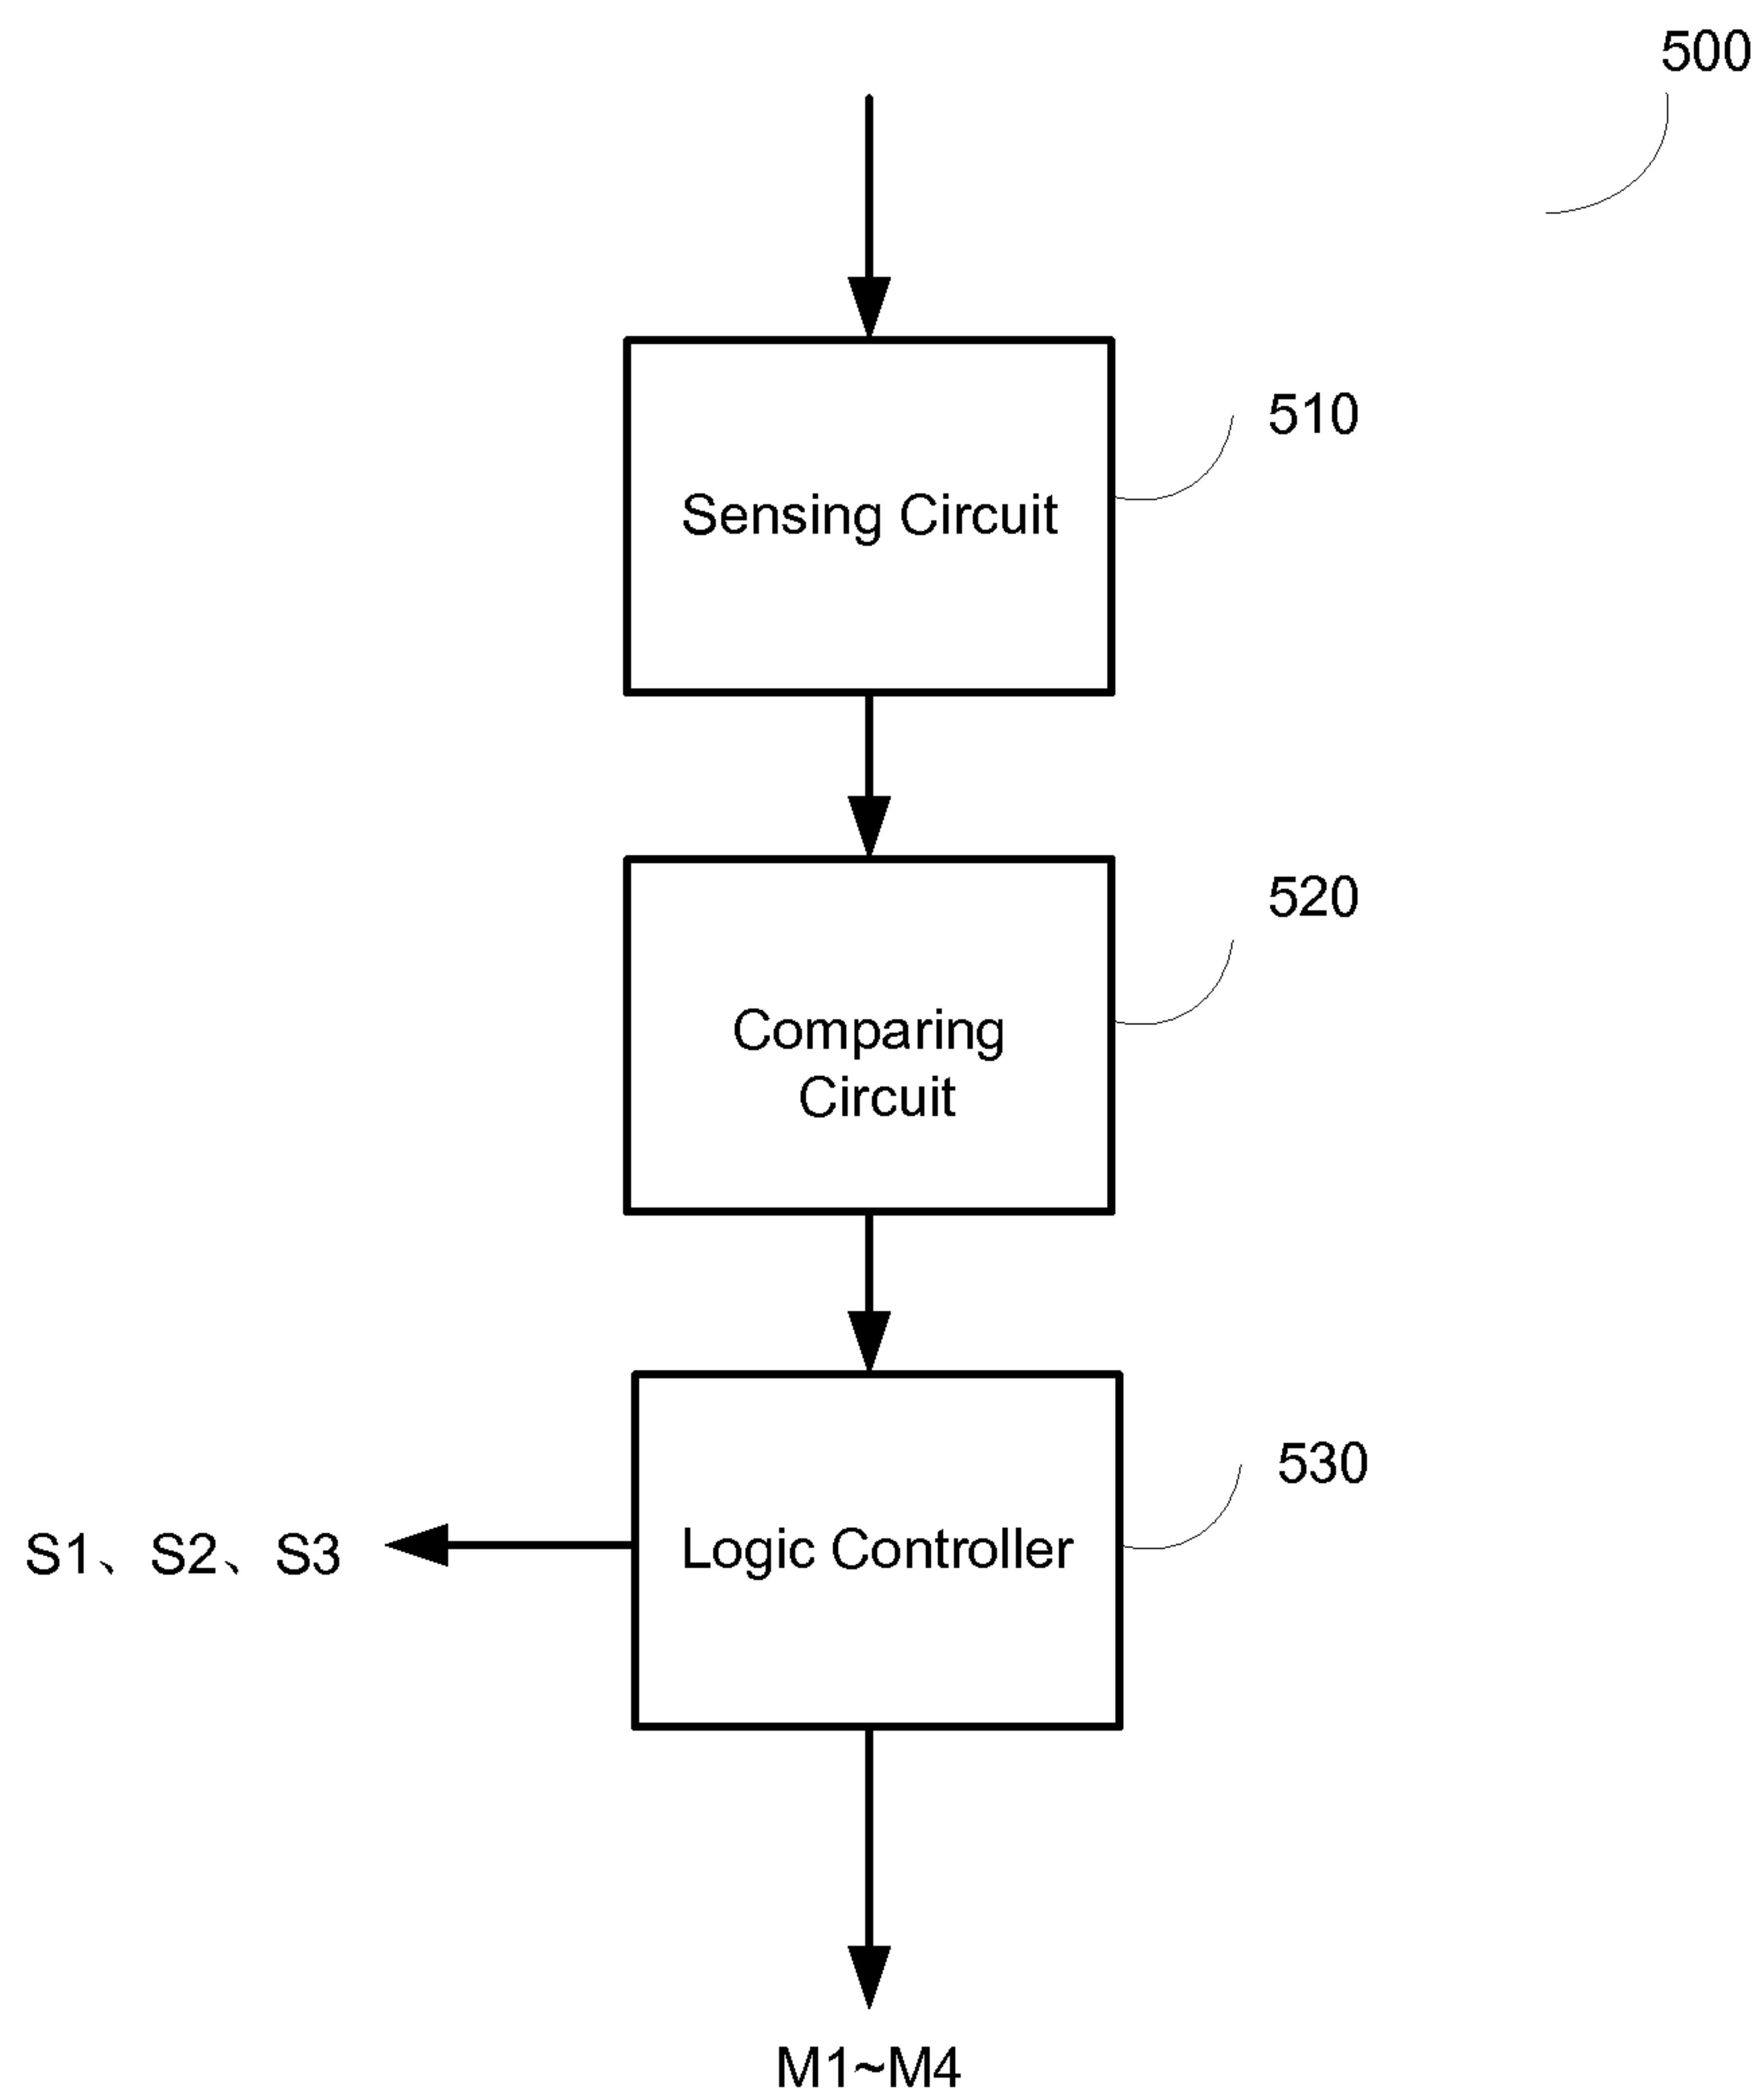 500
510
Sensing Circuit
520
Comparing
Circuit
530
Logic Controller
S1、S2、S3
M1~M4